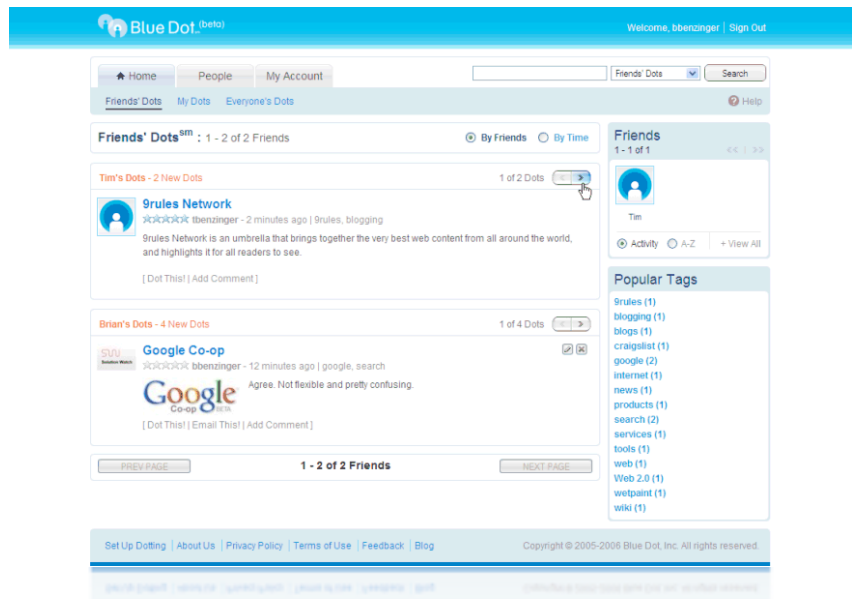 Blue Dot.(beta)
Welcome, bbenzinger | Sign Out
Home People My Account
Friends' Dots Search
Friends' Dots My Dots Everyone's Dots
Help
Friends' Dots sm : 1 - 2 of 2 Friends
By Friends By Time
Tim's Dots - 2 New Dots
1 of 2 Dots < >
9rules Network
tbenzinger - 2 minutes ago | 9rules, blogging
9rules Network is an umbrella that brings together the very best web content from all around the world,
and highlights it for all readers to see.
[ Dot This! | Add Comment ]
Brian's Dots - 4 New Dots
1 of 4 Dots < >
Solution Watch
Google Co-op
bbenzinger - 12 minutes ago | google, search
Google
Co-op BETA
Agree. Not flexible and pretty confusing.
[ Dot This! | Email This! | Add Comment ]
PREV PAGE 1 - 2 of 2 Friends NEXT PAGE
Friends
1 - 1 of 1 << | >>
Tim
Activity A-Z + View All
Popular Tags
9rules (1)
blogging (1)
blogs (1)
craigslist (1)
google (2)
internet (1)
news (1)
products (1)
search (2)
services (1)
tools (1)
web (1)
Web 2.0 (1)
wetpaint (1)
wiki (1)
Set Up Dotting | About Us | Privacy Policy | Terms of Use | Feedback | Blog
Copyright © 2005-2006 Blue Dot, Inc. All rights reserved.